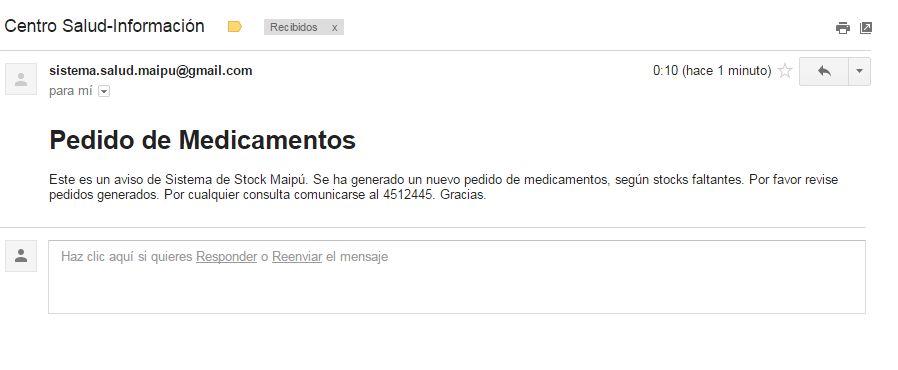 Centro Salud-Información
Recibidos x
sistema.salud.maipu@gmail.com
0:10 (hace 1 minuto)
para mí
Pedido de Medicamentos
Este es un aviso de Sistema de Stock Maipú. Se ha generado un nuevo pedido de medicamentos, según stocks faltantes. Por favor revise
pedidos generados. Por cualquier consulta comunicarse al 4512445. Gracias.
Haz clic aquí si quieres Responder o Reenviar el mensaje